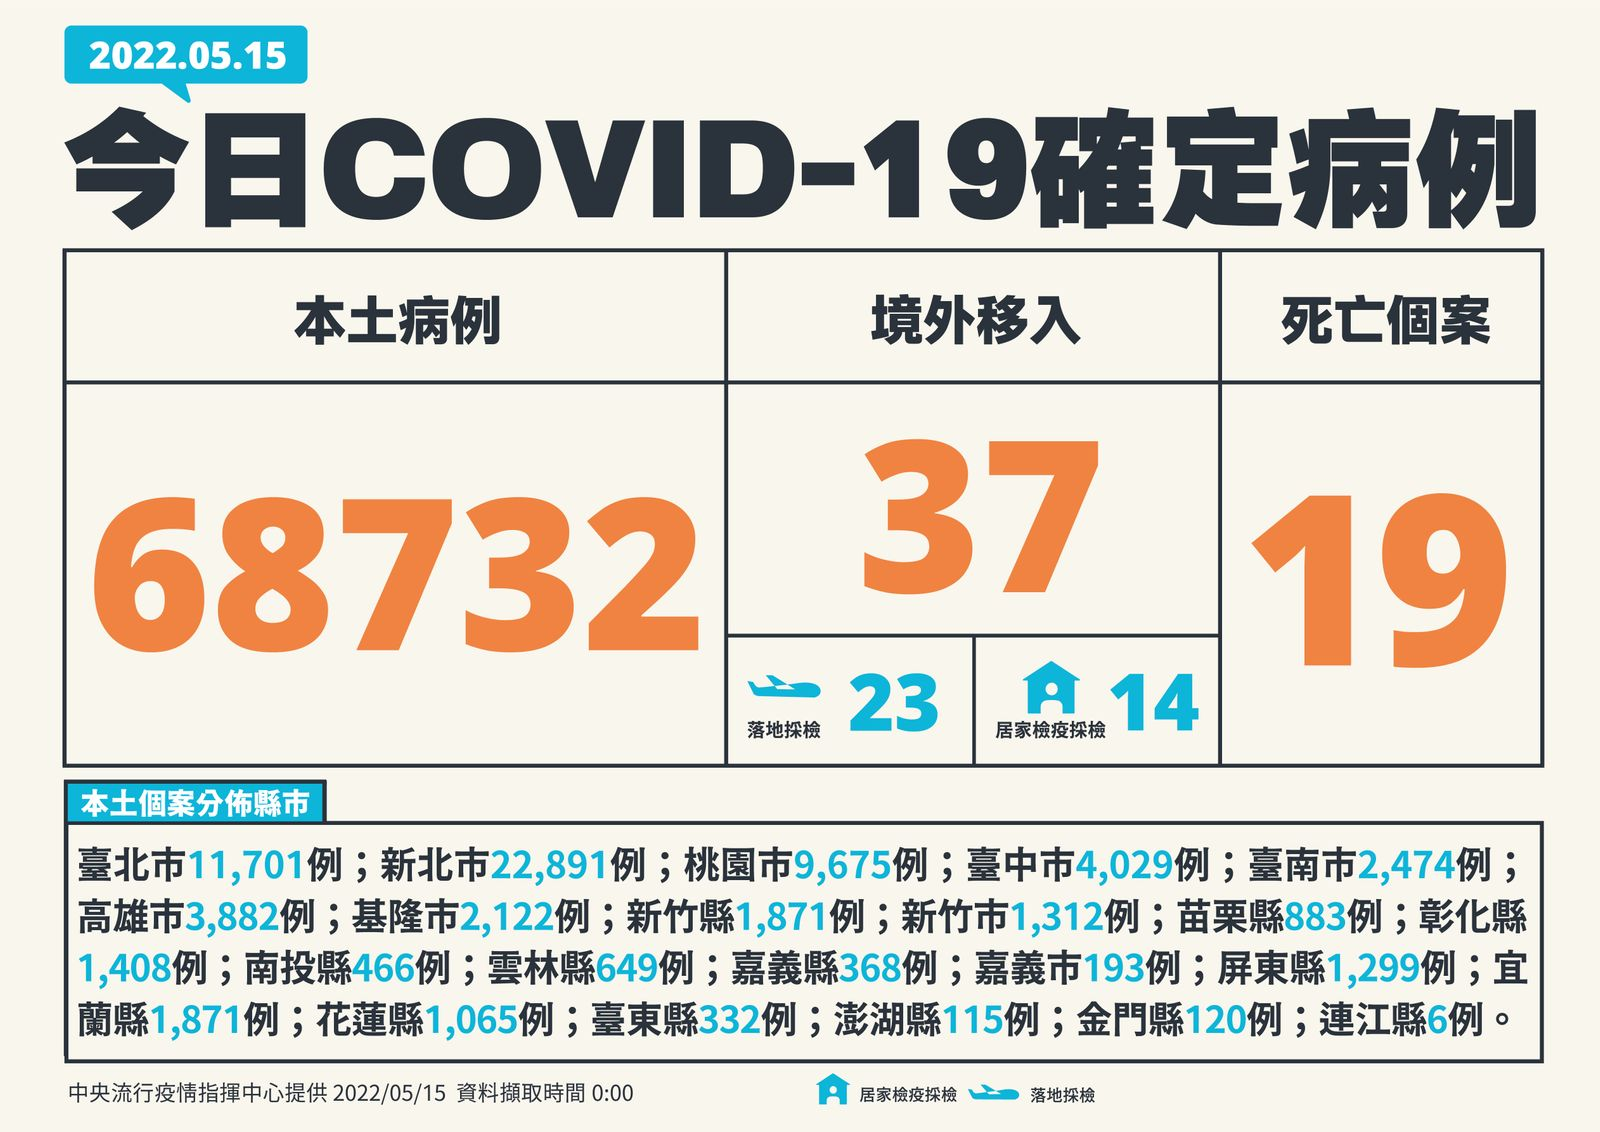 2022.05.15
今日COVID-19確定病例
本土病例
境外移入
死亡個案
68732
37
19
落地採檢
23
居家檢疫採檢
14
本土個案分佈縣市
臺北市11,701例；新北市22,891例；桃園市9,675例；臺中市4,029例；臺南市2,474例；
高雄市3,882例；基隆市2,122例；新竹縣1,871例；新竹市1,312例；苗栗縣883例；彰化縣
1,408例；南投縣466例；雲林縣649例；嘉義縣368例；嘉義市193例；屏東縣1,299例；宜
蘭縣1,871例；花蓮縣1,065例；臺東縣332例；澎湖縣115例；金門縣120例；連江縣6例。
中央流行疫情指揮中心提供 2022/05/15 資料擷取時間 0:00
居家檢疫採檢
落地採檢